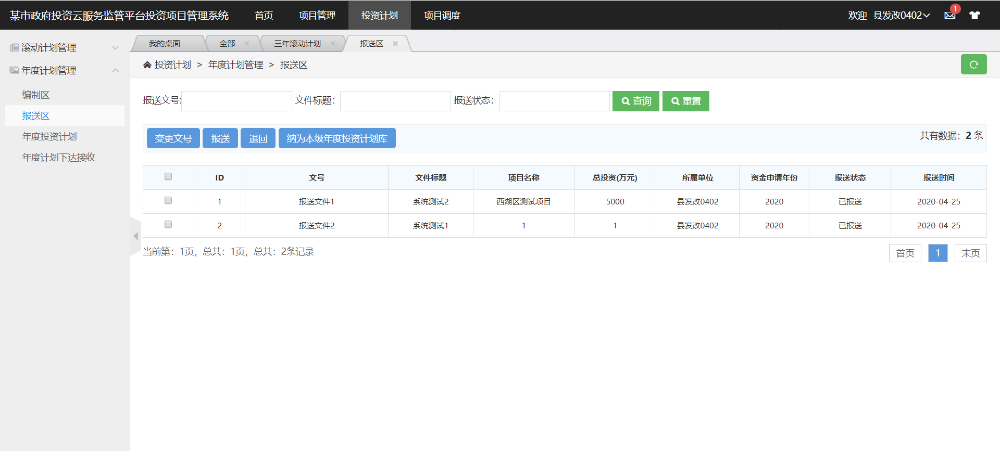 某市政府投资云服务监管平台投资项目管理系统 首页 项目管理 投资计划 项目调度 欢迎 县发改0402 1
滚动计划管理
年度计划管理
编制区
报送区
年度投资计划
年度计划下达接收
我的桌面 全部 三年滚动计划 报送区
投资计划 > 年度计划管理 > 报送区
报送文号: 文件标题: 报送状态: 查询 重置
变更文号 报送 退回 纳为本级年度投资计划库 共有数据：2 条
ID 文号 文件标题 项目名称 总投资(万元) 所属单位 资金申请年份 报送状态 报送时间
1 报送文件1 系统测试2 西湖区测试项目 5000 县发改0402 2020 已报送 2020-04-25
2 报送文件2 系统测试1 1 1 县发改0402 2020 已报送 2020-04-25
当前第：1页，总共：1页，总共：2条记录 首页 1 末页